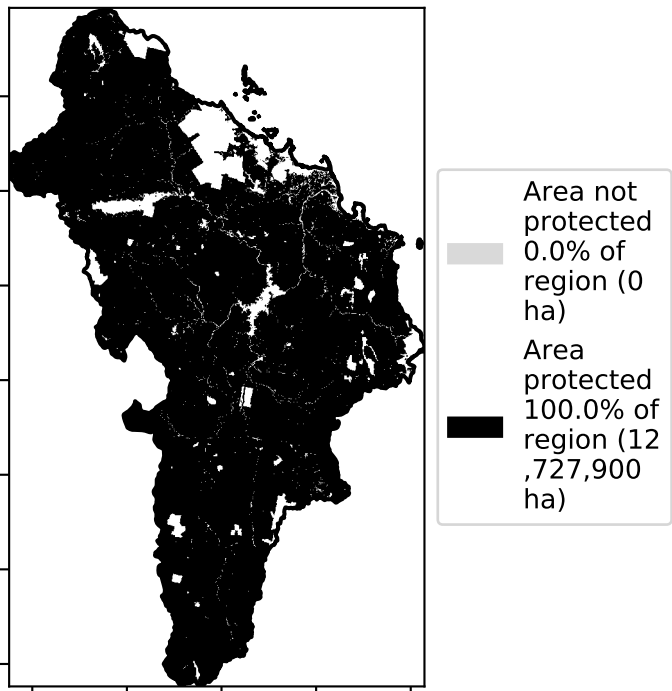 Area not
protected
0.0% of
region (0
ha)
Area
protected
100.0% of
region (12
,727,900
ha)